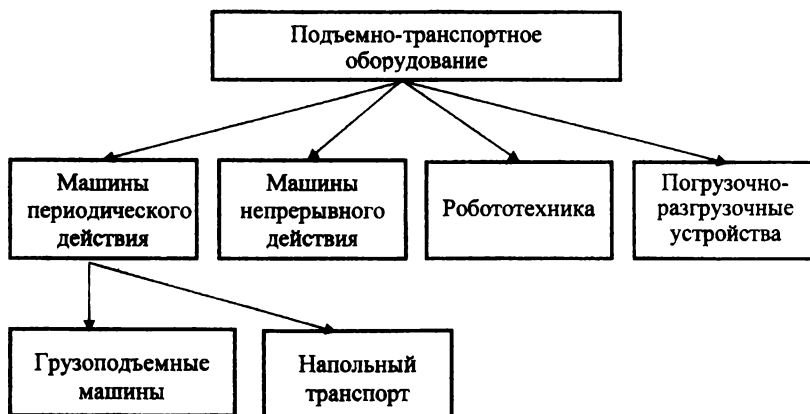 Подъемно-транспортное
оборудование
Машины
периодического
действия
Машины
непрерывного
действия
Робототехника
Погрузочно-
разгрузочные
устройства
Грузоподъемные
машины
Напольный
транспорт